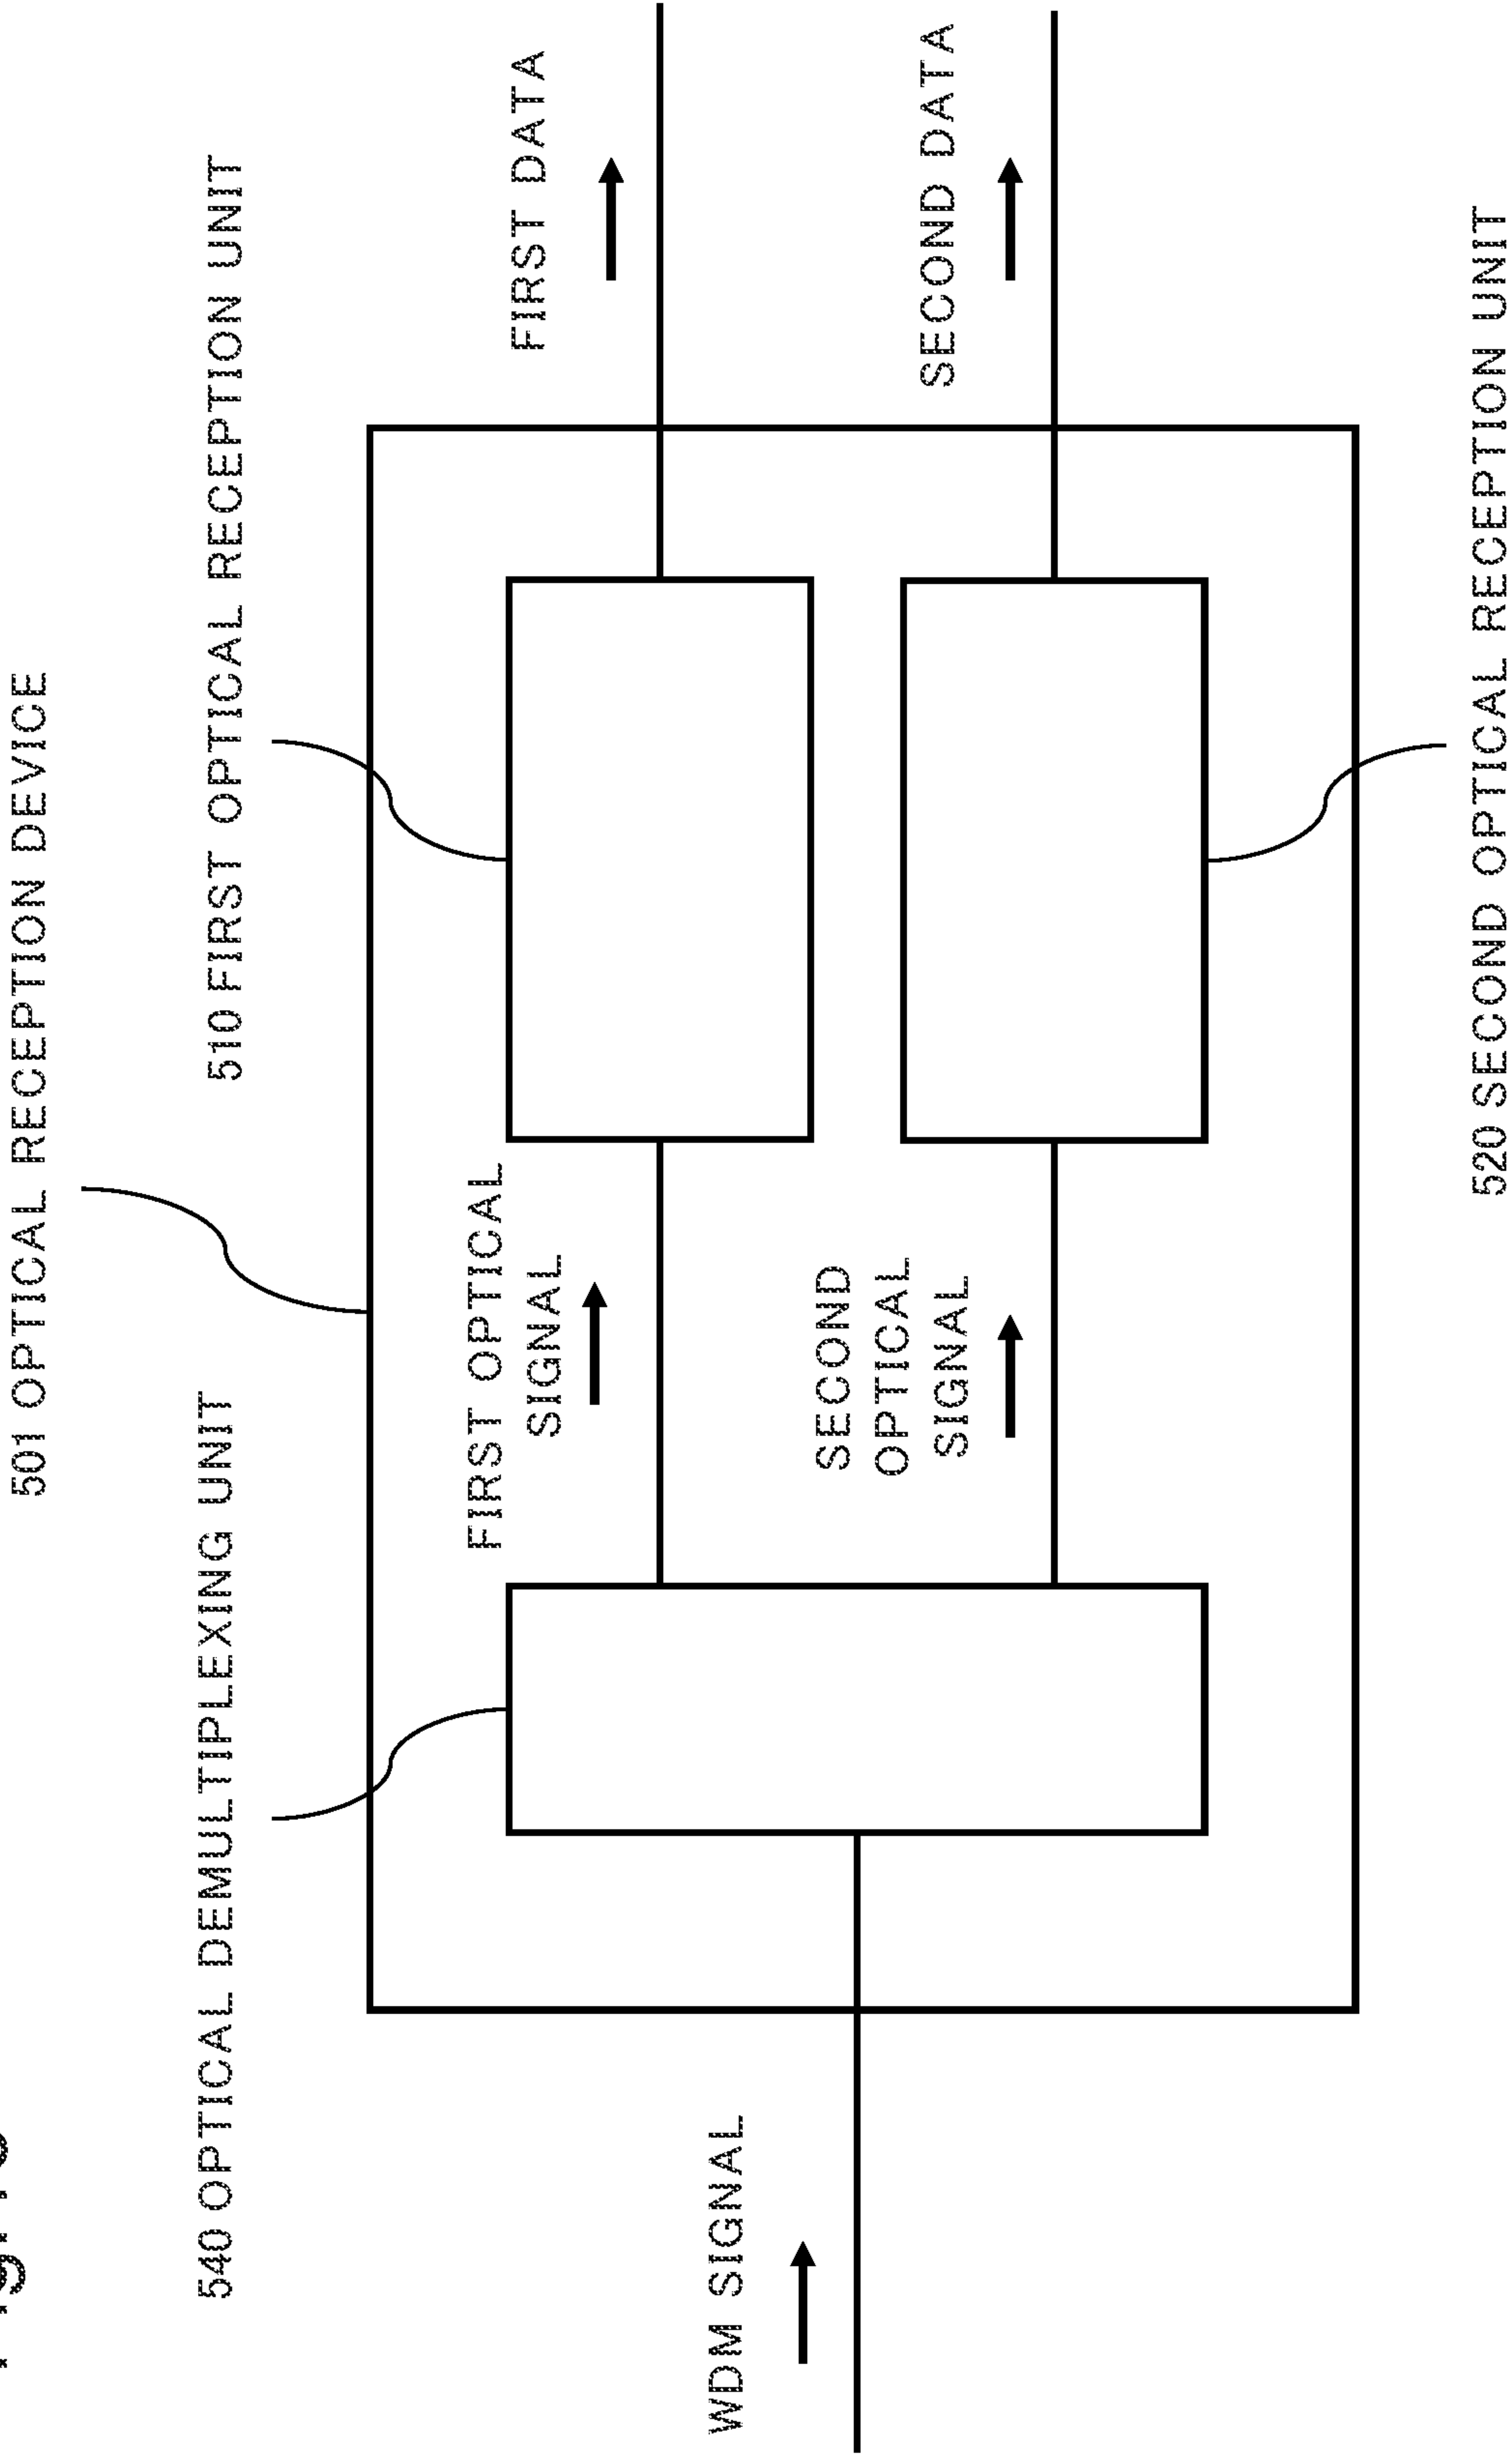 501 OPTICAL RECEPTION DEVICE
540 OPTICAL DEMULTIPLEXING UNIT
510 FIRST OPTICAL RECEPTION UNIT
FIRST OPTICAL
SIGNAL
FIRST DATA
WDM SIGNAL
SECOND
OPTICAL
SIGNAL
SECOND DATA
520 SECOND OPTICAL RECEPTION UNIT